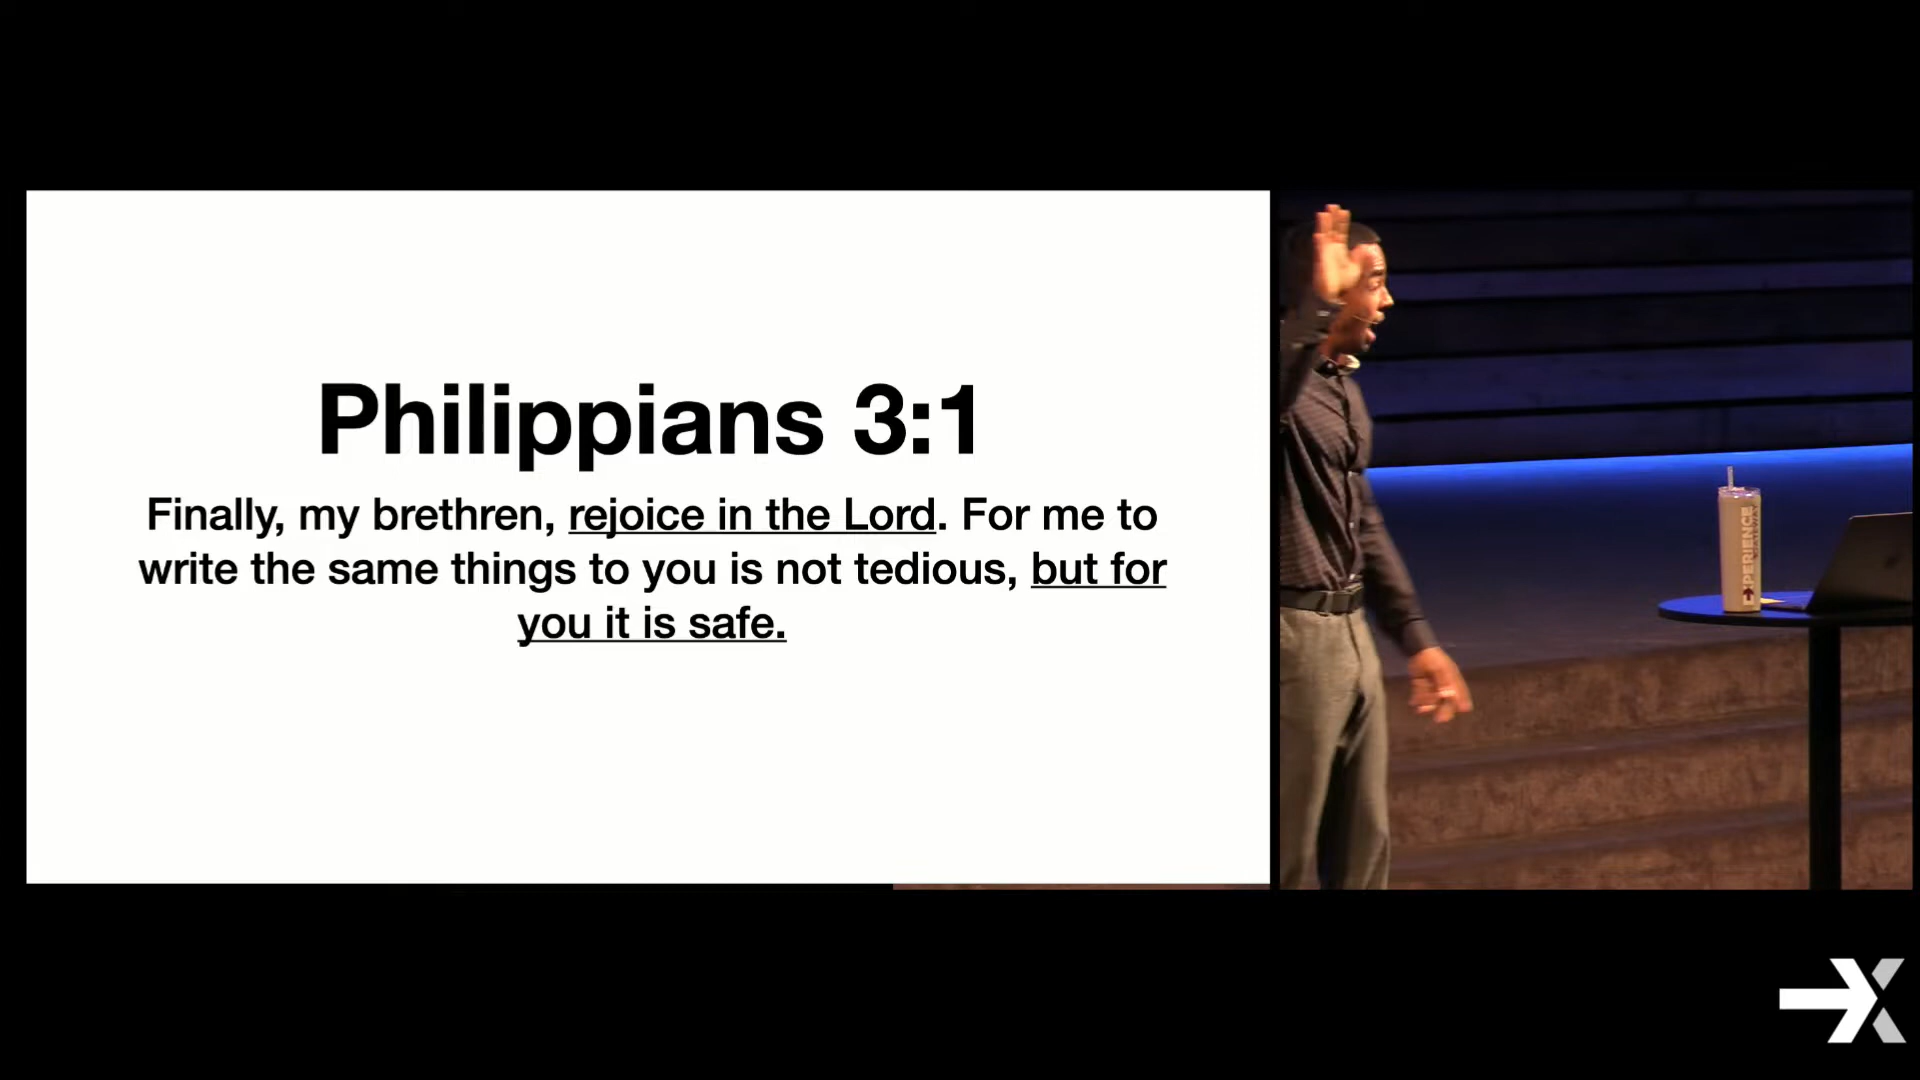 Philippians 3:1
Finally, my brethren, rejoice in the Lord. For me to
write the same things to you is not tedious, but for
you it is safe.
XPERIENCE